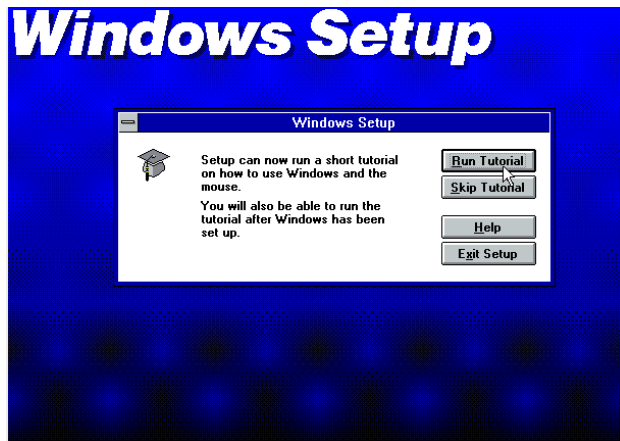 Windows Setup
Windows Setup
Setup can now run a short tutorial
on how to use Windows and the
mouse.
You will also be able to run the
tutorial after Windows has been
set up.
Run Tutorial
Skip Tutorial
Help
Exit Setup